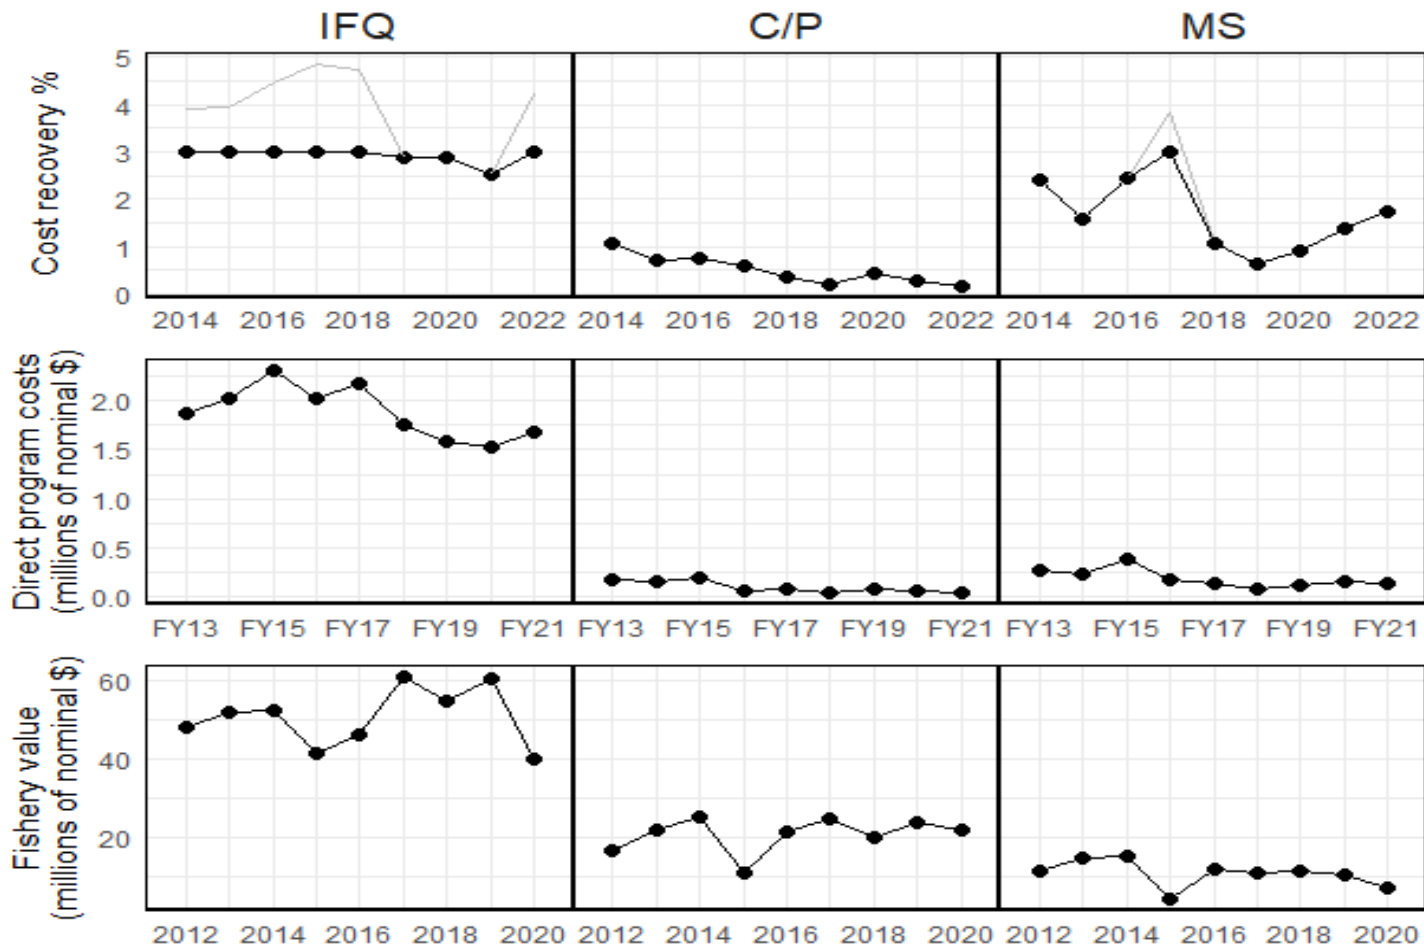 IFQ C/P MS
Cost recovery %
5
4
3
2
1
0
2014 2016 2018 2020 2022 2014 2016 2018 2020 2022 2014 2016 2018 2020 2022
Direct program costs
(millions of nominal $)
2.0
1.5
1.0
0.5
0.0
FY13 FY15 FY17 FY19 FY21 FY13 FY15 FY17 FY19 FY21 FY13 FY15 FY17 FY19 FY21
Fishery value
(millions of nominal $)
60
40
20
2012 2014 2016 2018 2020 2012 2014 2016 2018 2020 2012 2014 2016 2018 2020